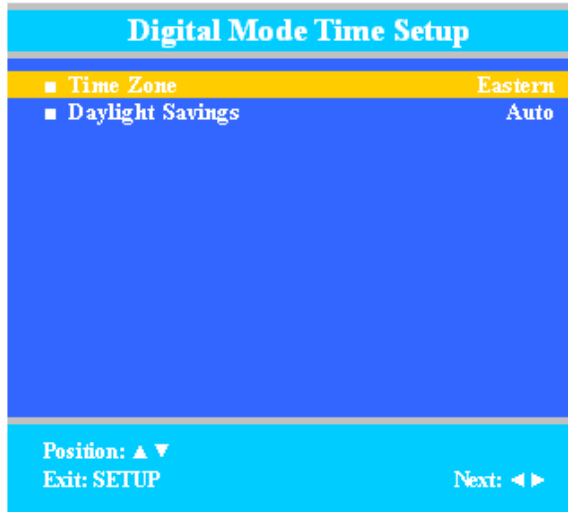 Digital Mode Time Setup
■ Time Zone Eastern
■ Daylight Savings Auto
Position: ▲ ▼
Exit: SETUP Next: ◄ ►